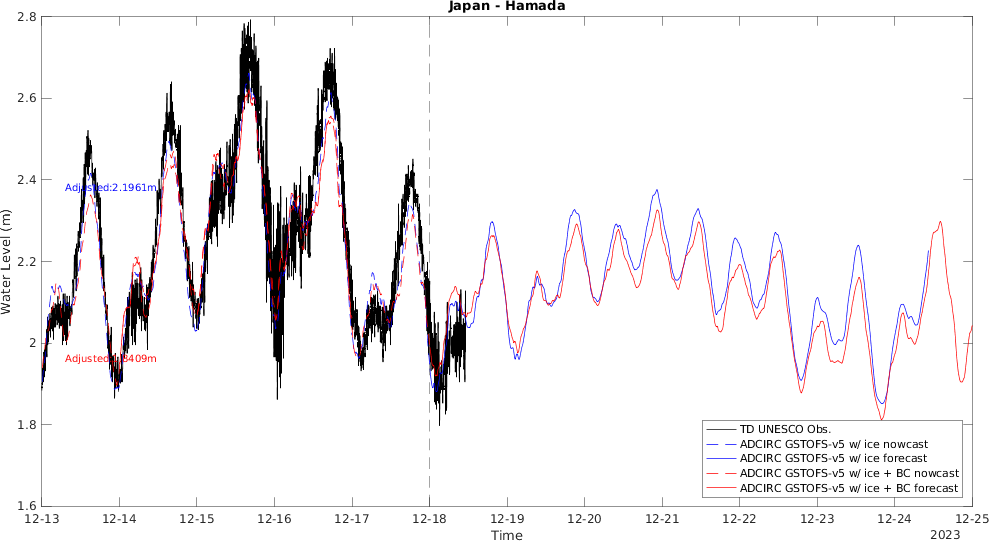 Japan - Hamada
Water Level (m)
2.8
2.6
2.4
2.2
2
1.8
1.6
Adjusted:2.1961m
12-13
12-14
12-15
12-16
12-17
12-18
12-19
12-20
12-21
12-22
12-23
12-24
12-25
Time
2023
TD UNESCO Obs.
ADCIRC GSTOFS-v5 w/ ice nowcast
ADCIRC GSTOFS-v5 w/ ice forecast
ADCIRC GSTOFS-v5 w/ ice + BC nowcast
ADCIRC GSTOFS-v5 w/ ice + BC forecast